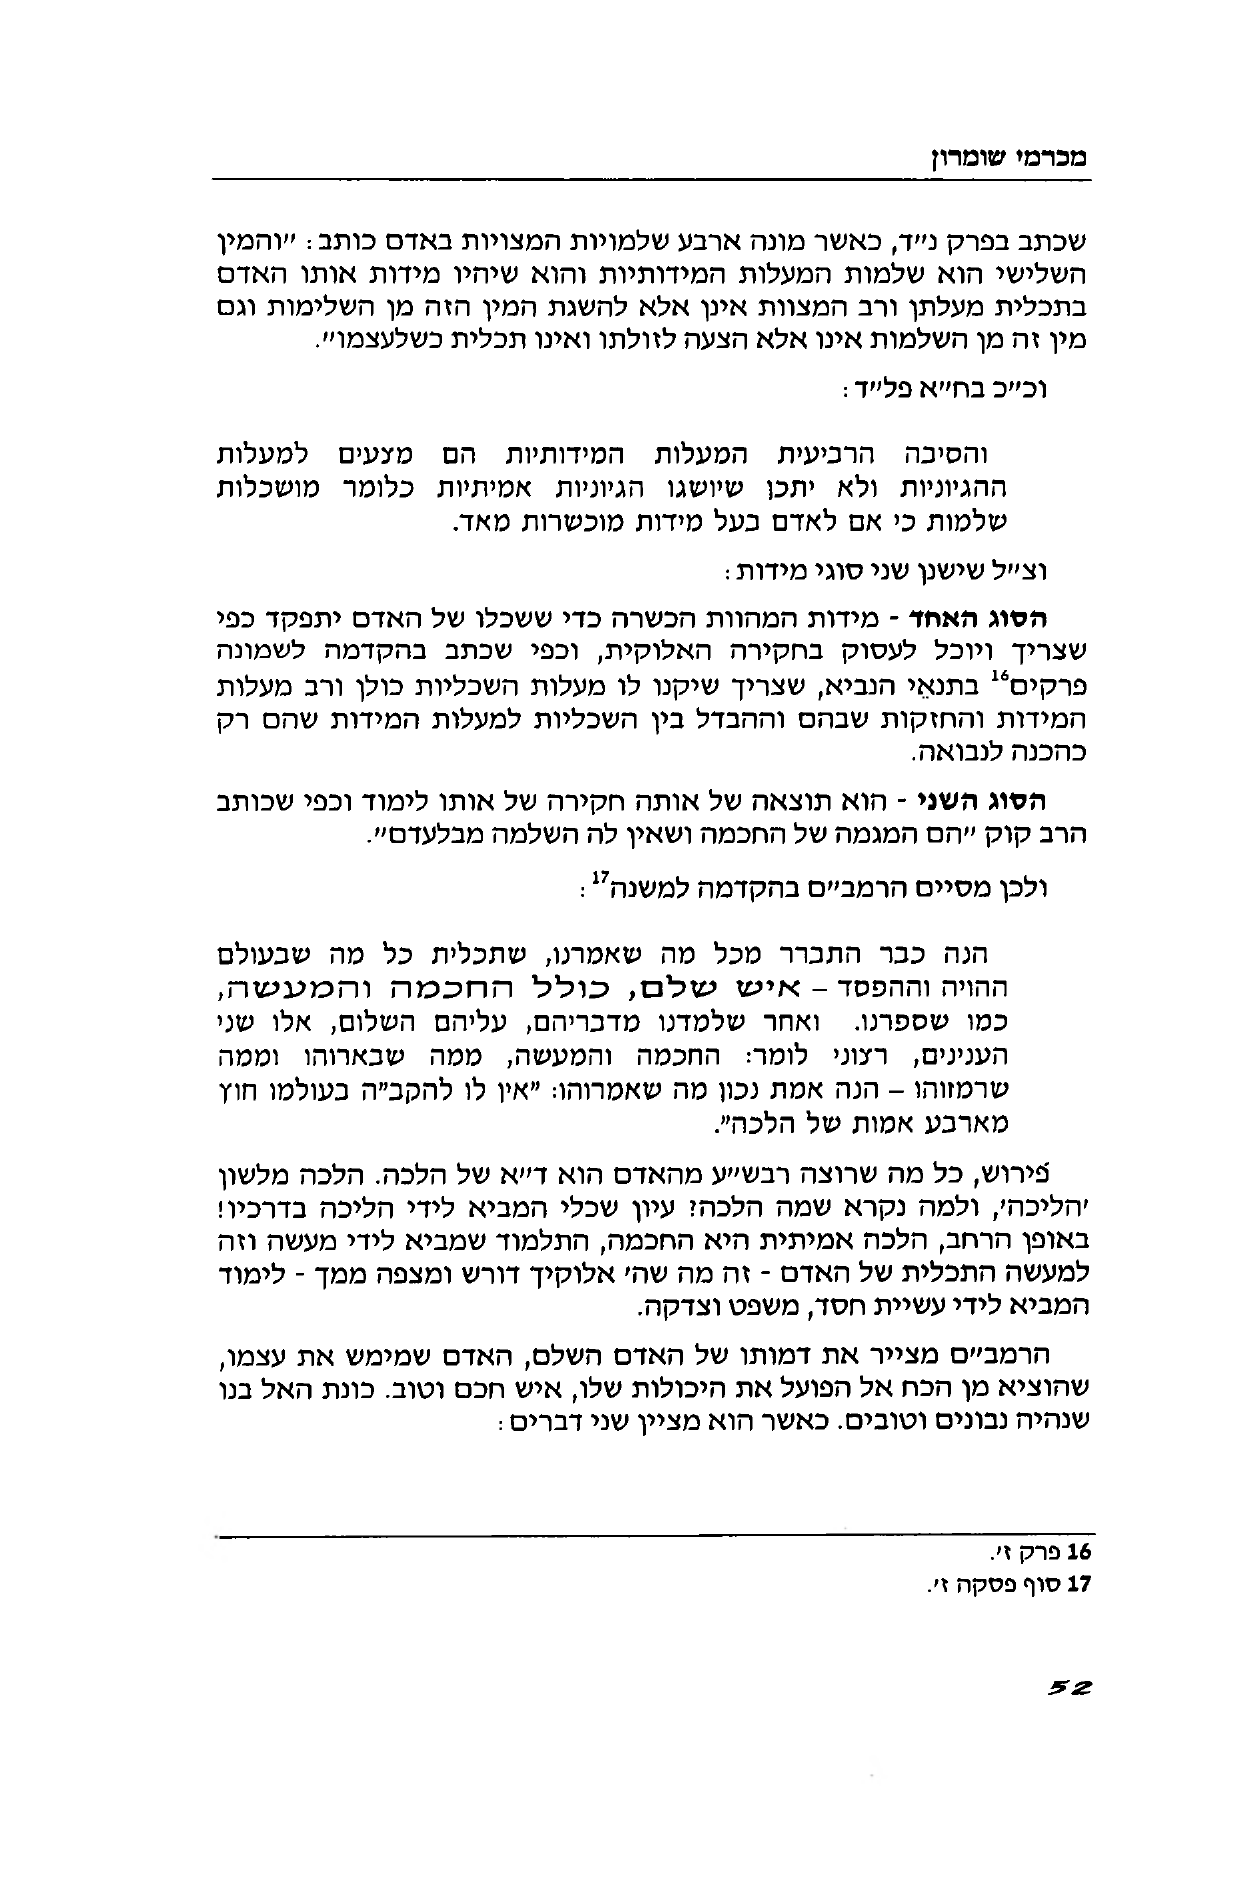 מכרמי שומרון
שכתב בפרק נ״ד, כאשר מונה ארבע שלמויות המצויות באדם כותב: ״והמין
השלישי הוא שלמות המעלות המידותיות והוא שיהיו מידות אותו האדם
בתכלית מעלתן ורב המצוות אינן אלא להשגת המין הזה מן השלימות וגם
מין זה מן השלמות אינו אלא הצעה לזולתו ואינו תכלית כשלעצמו״.
וכ״כ בח״א פל״ד:
והסיבה הרביעית המעלות המידותיות הם מצעים למעלות
ההגיוניות ולא יתכן שיושגו הגיוניות אמיתיות כלומר מושכלות
שלמות כי אם לאדם בעל מידות מוכשרות מאד.
וצ״ל שישנן שני סוגי מידות:
הסוג האחד - מידות המהוות הכשרה כדי ששכלו של האדם יתפקד כפי
שצריך ויוכל לעסוק בחקירה האלוקית, וכפי שכתב בהקדמה לשמונה
פרקים16 בתנאי הנביא, שצריך שיקנו לו מעלות השכליות כולן ורב מעלות
המידות והחזקות שבהם וההבדל בין השכליות למעלות המידות שהם רק
כהכנה לנבואה.
הסוג השני - הוא תוצאה של אותה חקירה של אותו לימוד וכפי שכותב
הרב קוק ״הם המגמה של החכמה ושאין לה השלמה מבלעדם״.
ולכן מסיים הרמב״ם בהקדמה למשנה17:
הנה כבר התברר מכל מה שאמרנו, שתכלית כל מה שבעולם
ההויה וההפסד – איש שלם, כולל החכמה והמעשה,
כמו שספרנו. ואחר שלמדנו מדבריהם, עליהם השלום, אלו שני
הענינים, רצוני לומר: החכמה והמעשה, ממה שבארוהו וממה
שרמזוהו – הנה אמת נכון מה שאמרוהו: ״אין לו להקב״ה בעולמו חוץ
מארבע אמות של הלכה״.
פירוש, כל מה שרוצה רבש״ע מהאדם הוא ד״א של הלכה. הלכה מלשון
׳הליכה׳, ולמה נקרא שמה הלכה? עיון שכלי המביא לידי הליכה בדרכיו!
באופן הרחב, הלכה אמיתית היא החכמה, התלמוד שמביא לידי מעשה וזה
למעשה התכלית של האדם - זה מה שה׳ אלוקיך דורש ומצפה ממך - לימוד
המביא לידי עשיית חסד, משפט וצדקה.
הרמב״ם מצייר את דמותו של האדם השלם, האדם שמימש את עצמו,
שהוציא מן הכח אל הפועל את היכולות שלו, איש חכם וטוב. כונת האל בנו
שנהיה נבונים וטובים. כאשר הוא מציין שני דברים:
16 פרק ז׳.
17 סוף פסקה ז׳.
52